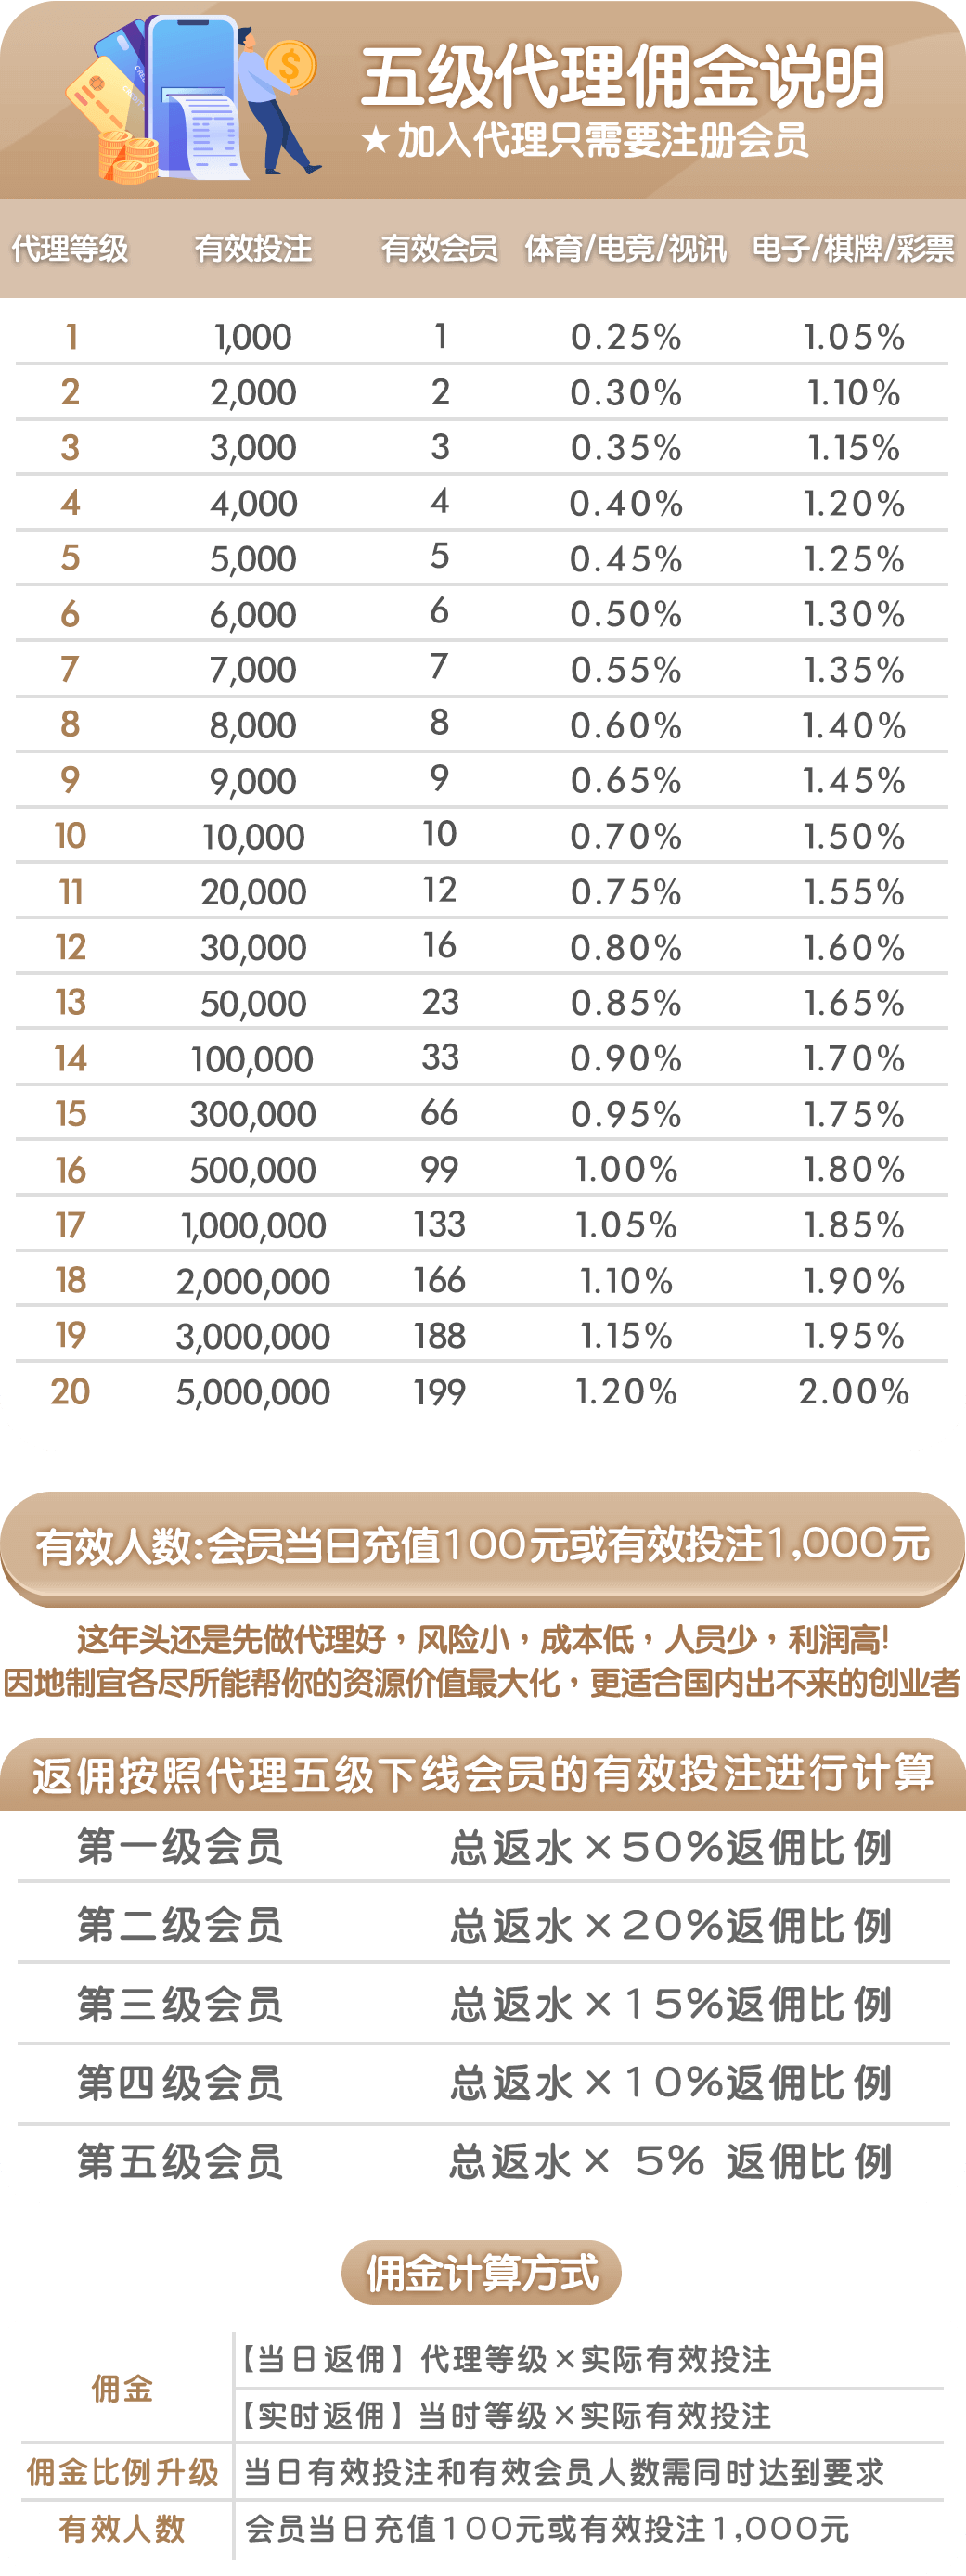 五级代理佣金说明
★加入代理只需要注册会员
代理等级 有效投注 有效会员 体育/电竞/视讯 电子/棋牌/彩票
1 1,000 1 0.25% 1.05%
2 2,000 2 0.30% 1.10%
3 3,000 3 0.35% 1.15%
4 4,000 4 0.40% 1.20%
5 5,000 5 0.45% 1.25%
6 6,000 6 0.50% 1.30%
7 7,000 7 0.55% 1.35%
8 8,000 8 0.60% 1.40%
9 9,000 9 0.65% 1.45%
10 10,000 10 0.70% 1.50%
11 20,000 12 0.75% 1.55%
12 30,000 16 0.80% 1.60%
13 50,000 23 0.85% 1.65%
14 100,000 33 0.90% 1.70%
15 300,000 66 0.95% 1.75%
16 500,000 99 1.00% 1.80%
17 1,000,000 133 1.05% 1.85%
18 2,000,000 166 1.10% 1.90%
19 3,000,000 188 1.15% 1.95%
20 5,000,000 199 1.20% 2.00%
有效人数:会员当日充值100元或有效投注1,000元
这年头还是先做代理好，风险小，成本低，人员少，利润高!
因地制宜各尽所能帮你的资源价值最大化，更适合国内出不来的创业者
返佣按照代理五级下线会员的有效投注进行计算
第一级会员 总返水×50%返佣比例
第二级会员 总返水×20%返佣比例
第三级会员 总返水×15%返佣比例
第四级会员 总返水×10%返佣比例
第五级会员 总返水× 5% 返佣比例
佣金计算方式
佣金 【当日返佣】代理等级×实际有效投注
【实时返佣】当时等级×实际有效投注
佣金比例升级 当日有效投注和有效会员人数需同时达到要求
有效人数 会员当日充值100元或有效投注1,000元